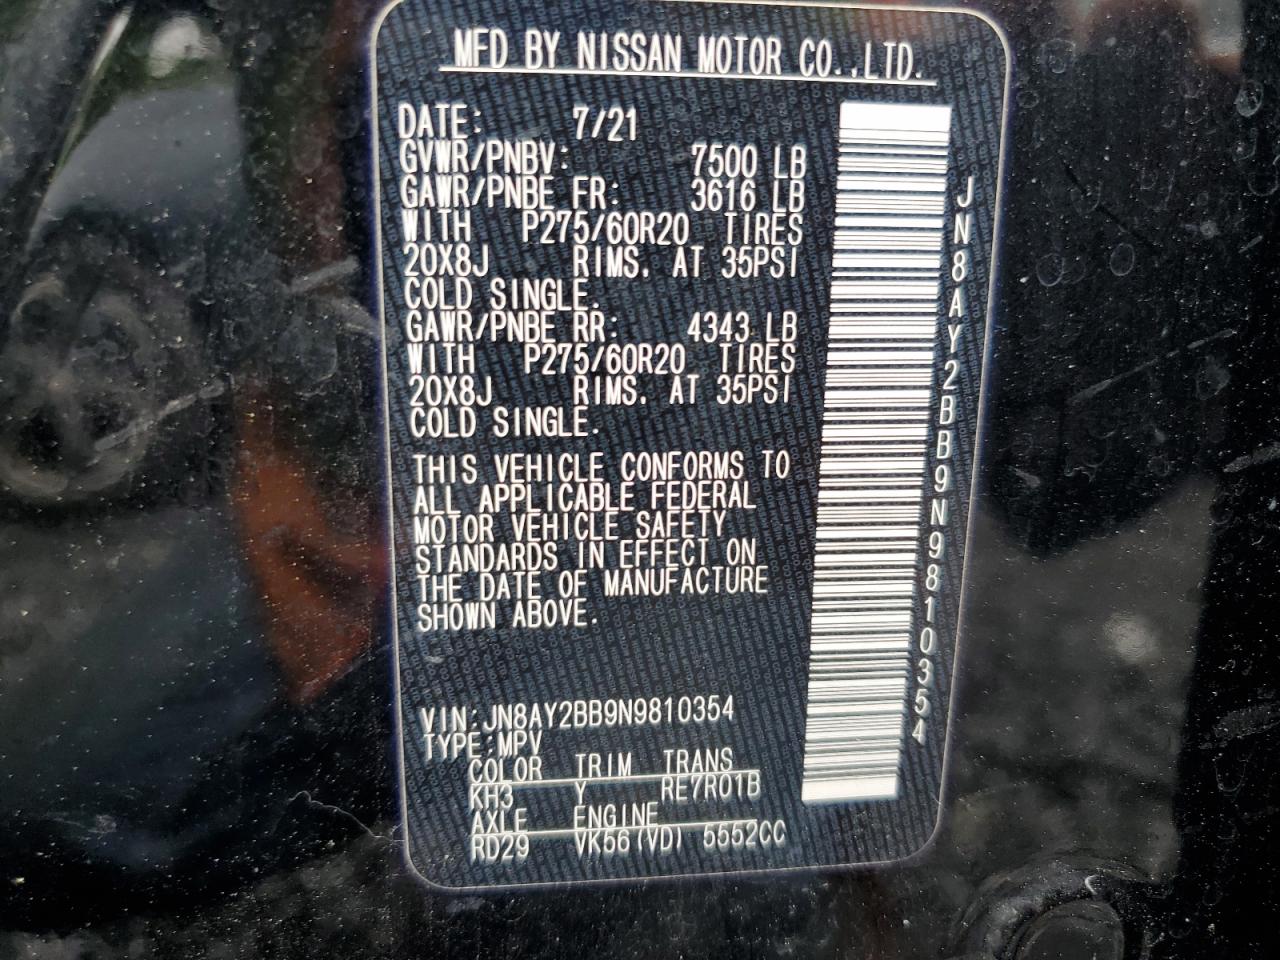 MFD BY NISSAN MOTOR CO.,LTD.
DATE: 7/21
GVWR/PNBV: 7500 LB
GAWR/PNBE FR: 3616 LB
WITH P275/60R20 TIRES
20X8J RIMS. AT 35PSI
COLD SINGLE.
GAWR/PNBE RR: 4343 LB
WITH P275/60R20 TIRES
20X8J RIMS. AT 35PSI
COLD SINGLE.
THIS VEHICLE CONFORMS TO
ALL APPLICABLE FEDERAL
MOTOR VEHICLE SAFETY
STANDARDS IN EFFECT ON
THE DATE OF MANUFACTURE
SHOWN ABOVE.
VIN:JN8AY2BB9N9810354
TYPE:MPV
COLOR TRIM TRANS
KH3 Y RE7R01B
AXLE ENGINE
RD29 VK56(VD) 5552CC
JN8AY2BB9N9810354